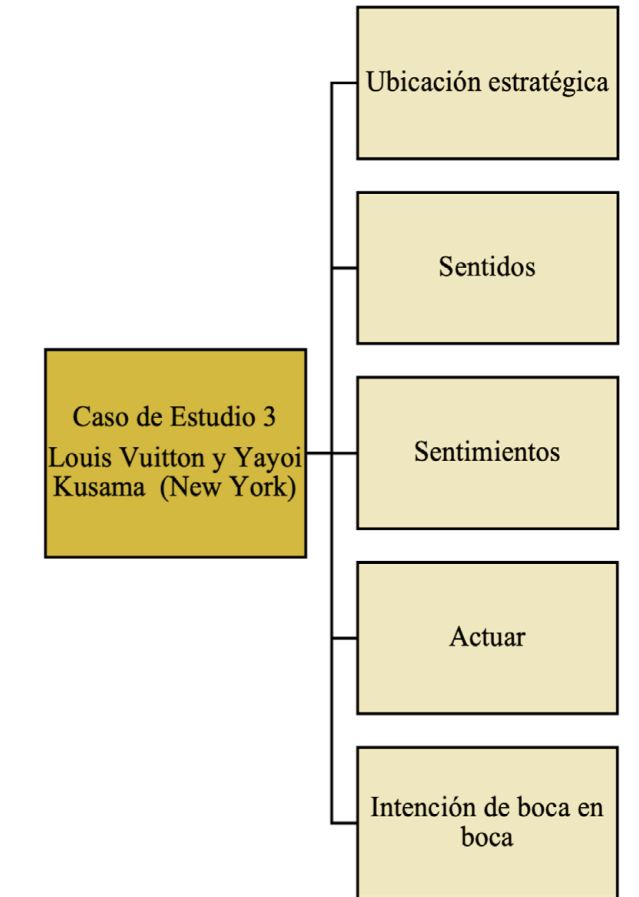 Ubicación estratégica
Sentidos
Caso de Estudio 3
Louis Vuitton y Yayoi
Kusama (New York)
Sentimientos
Actuar
Intención de boca en
boca